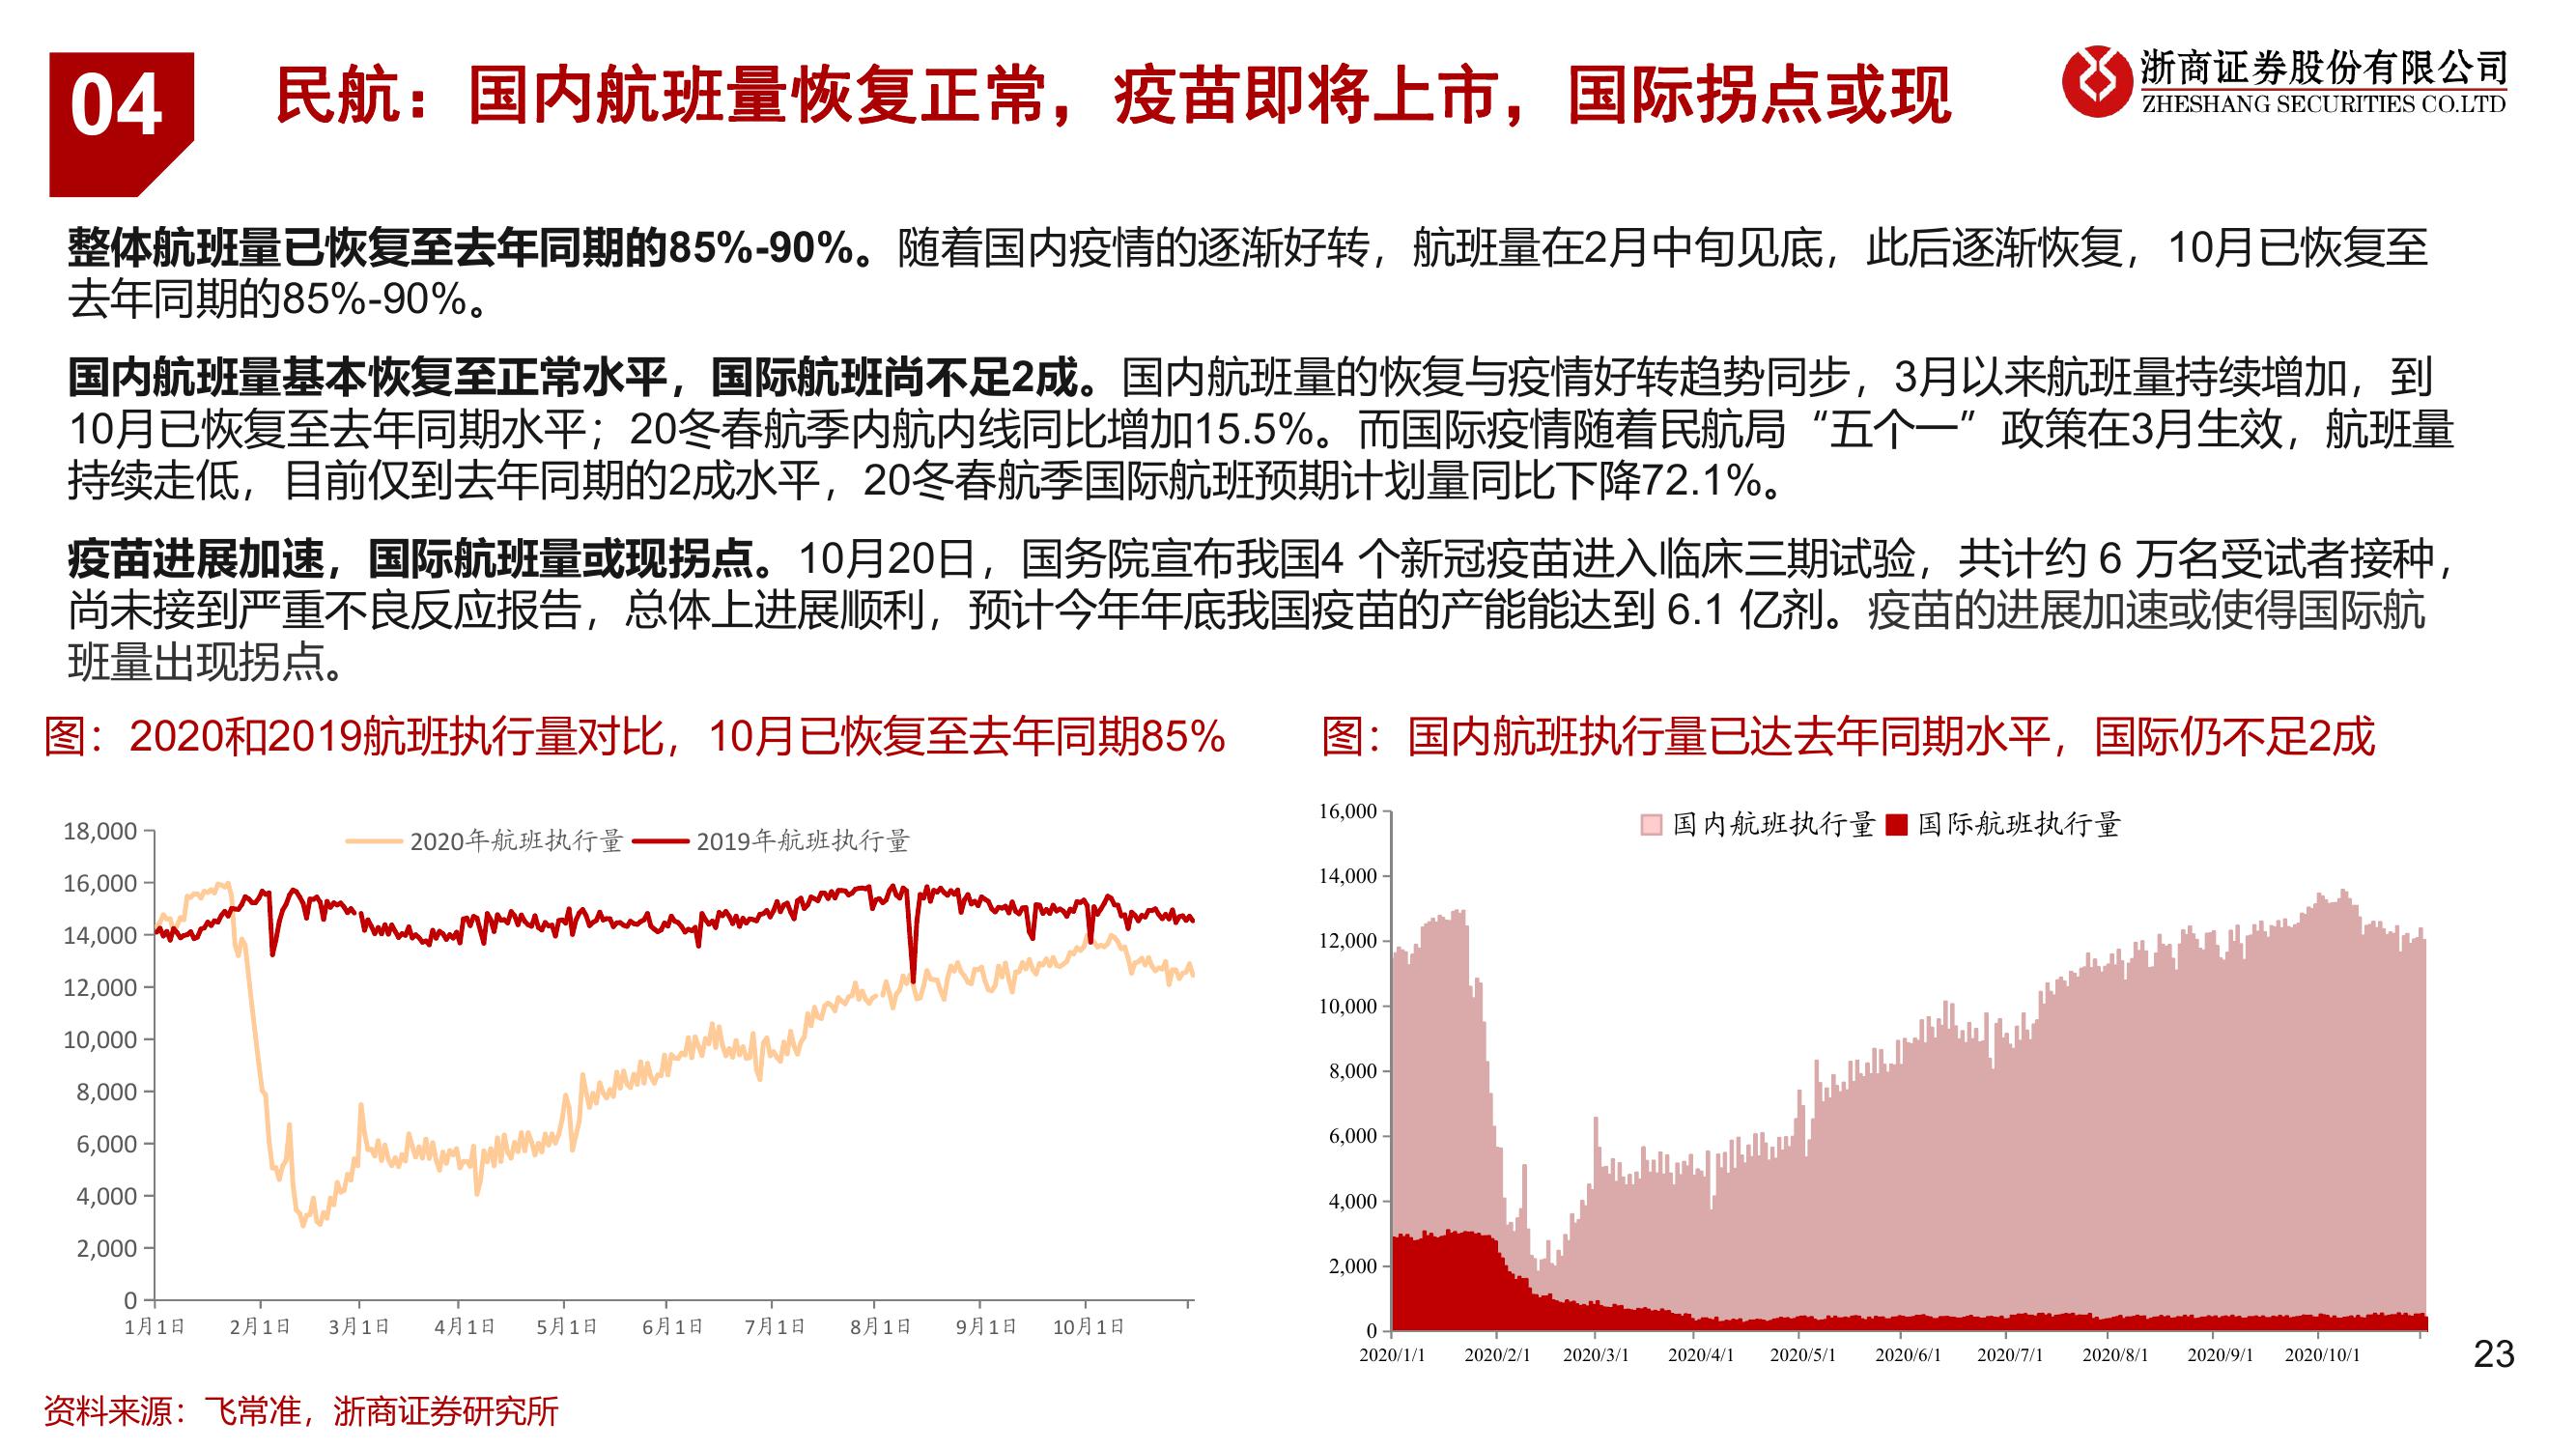 04
民航：国内航班量恢复正常，疫苗即将上市，国际拐点或现
浙商证券股份有限公司
ZHESHANG SECURITIES CO.LTD
整体航班量已恢复至去年同期的85%-90%。随着国内疫情的逐渐好转，航班量在2月中旬见底，此后逐渐恢复，10月已恢复至
去年同期的85%-90%。
国内航班量基本恢复至正常水平，国际航班尚不足2成。国内航班量的恢复与疫情好转趋势同步，3月以来航班量持续增加，到
10月已恢复至去年同期水平；20冬春航季内航内线同比增加15.5%。而国际疫情随着民航局“五个一”政策在3月生效，航班量
持续走低，目前仅到去年同期的2成水平，20冬春航季国际航班预期计划量同比下降72.1%。
疫苗进展加速，国际航班量或现拐点。10月20日，国务院宣布我国4 个新冠疫苗进入临床三期试验，共计约 6 万名受试者接种，
尚未接到严重不良反应报告，总体上进展顺利，预计今年年底我国疫苗的产能能达到 6.1 亿剂。疫苗的进展加速或使得国际航
班量出现拐点。
图：2020和2019航班执行量对比，10月已恢复至去年同期85%
18,000
16,000
14,000
12,000
10,000
8,000
6,000
4,000
2,000
0
2020年航班执行量 2019年航班执行量
1月1日 2月1日 3月1日 4月1日 5月1日 6月1日 7月1日 8月1日 9月1日 10月1日
图：国内航班执行量已达去年同期水平，国际仍不足2成
16,000
14,000
12,000
10,000
8,000
6,000
4,000
2,000
0
国内航班执行量 国际航班执行量
2020/1/1 2020/2/1 2020/3/1 2020/4/1 2020/5/1 2020/6/1 2020/7/1 2020/8/1 2020/9/1 2020/10/1
23
资料来源：飞常准，浙商证券研究所